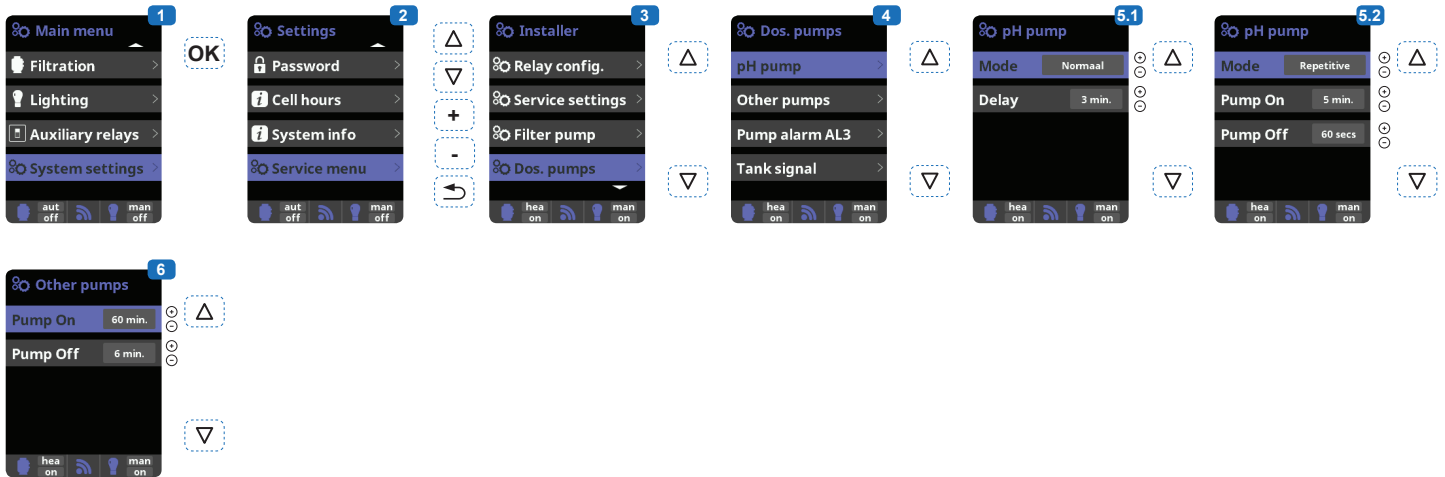 1
Main menu
Filtration
Lighting
Auxiliary relays
System settings
aut
off
man
off
OK
2
Settings
Password
Cell hours
System info
Service menu
aut
off
man
off
+
-
3
Installer
Relay config.
Service settings
Filter pump
Dos. pumps
hea
on
man
on
4
Dos. pumps
pH pump
Other pumps
Pump alarm AL3
Tank signal
hea
on
man
on
5.1
pH pump
Mode Normaal
Delay 3 min.
hea
on
man
on
5.2
pH pump
Mode Repetitive
Pump On 5 min.
Pump Off 60 secs
hea
on
man
on
6
Other pumps
Pump On 60 min.
Pump Off 6 min.
hea
on
man
on